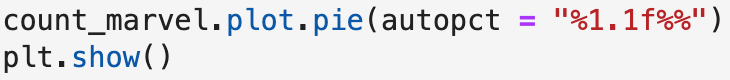 count_marvel.plot.pie(autopct = "%1.1f%%")
plt.show()